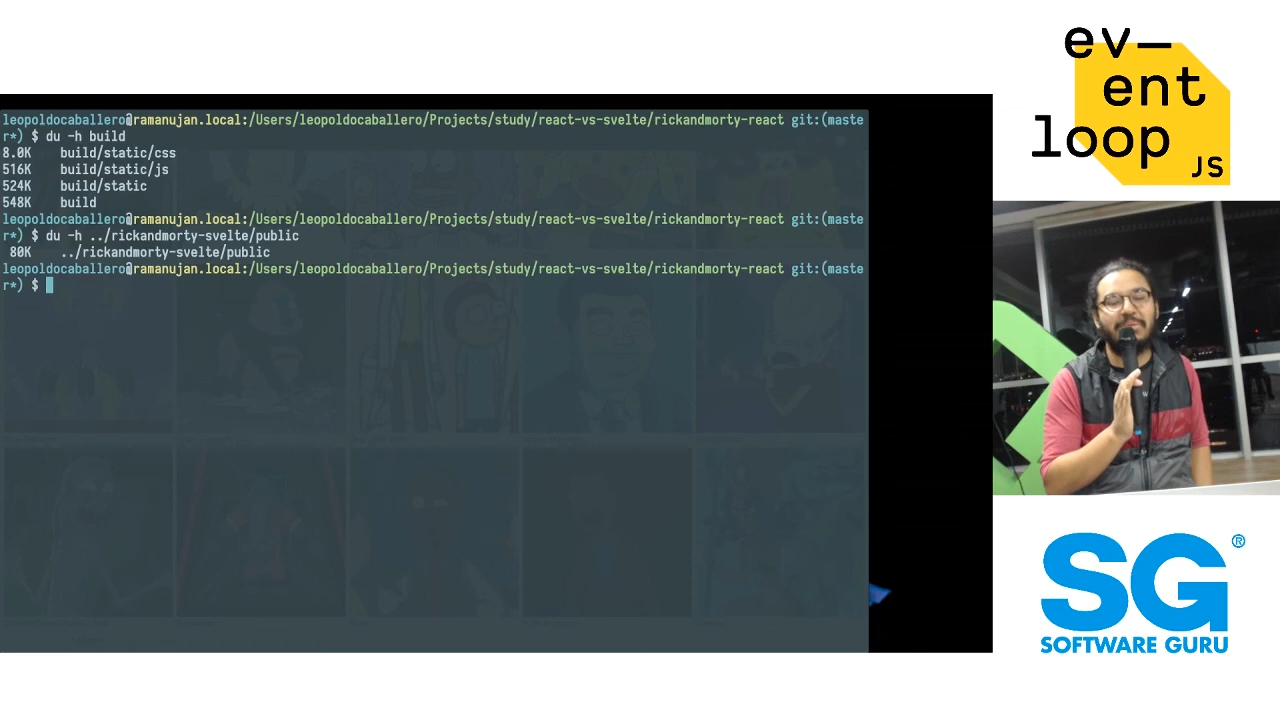 leopoldocaballero@ramanujan.local:/Users/leopoldocaballero/Projects/study/react-vs-svelte/rickandmorty-react git:(maste
r*) $ du -h build
8.0K    build/static/css
516K    build/static/js
524K    build/static
548K    build
leopoldocaballero@ramanujan.local:/Users/leopoldocaballero/Projects/study/react-vs-svelte/rickandmorty-react git:(maste
r*) $ du -h ../rickandmorty-svelte/public
 80K    ../rickandmorty-svelte/public
leopoldocaballero@ramanujan.local:/Users/leopoldocaballero/Projects/study/react-vs-svelte/rickandmorty-react git:(maste
r*) $
ev—
ent
loop
JS
SG®
SOFTWARE GURU